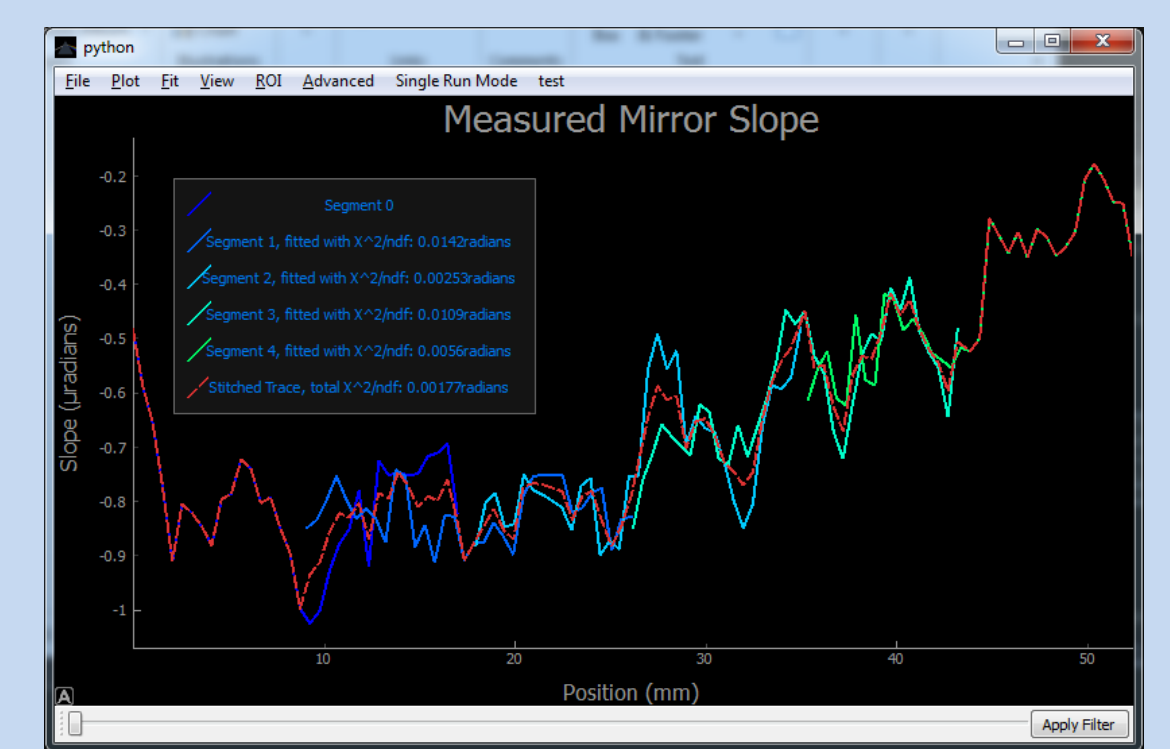 python
File Plot Fit View ROI Advanced Single Run Mode test
Measured Mirror Slope
Segment 0
Segment 1, fitted with X^2/ndf: 0.0142radians
Segment 2, fitted with X^2/ndf: 0.00253radians
Segment 3, fitted with X^2/ndf: 0.0109radians
Segment 4, fitted with X^2/ndf: 0.0056radians
Stitched Trace, total X^2/ndf: 0.00177radians
Slope (µradians)
-0.2
-0.3
-0.4
-0.5
-0.6
-0.7
-0.8
-0.9
-1
10 20 30 40 50
Position (mm)
A
Apply Filter